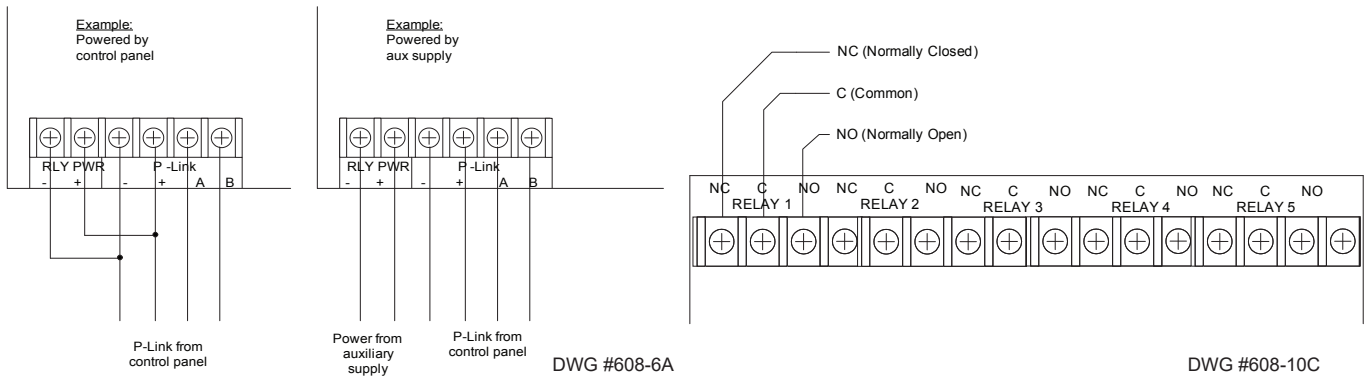 Example:
Powered by
control panel
RLY PWR P -Link
- + - + A B
P-Link from
control panel
Example:
Powered by
aux supply
RLY PWR P -Link
- + - + A B
Power from
auxiliary
supply
P-Link from
control panel
DWG #608-6A
NC (Normally Closed)
C (Common)
NO (Normally Open)
NC C NO NC C NO NC C NO NC C NO NC C NO
RELAY 1 RELAY 2 RELAY 3 RELAY 4 RELAY 5
DWG #608-10C